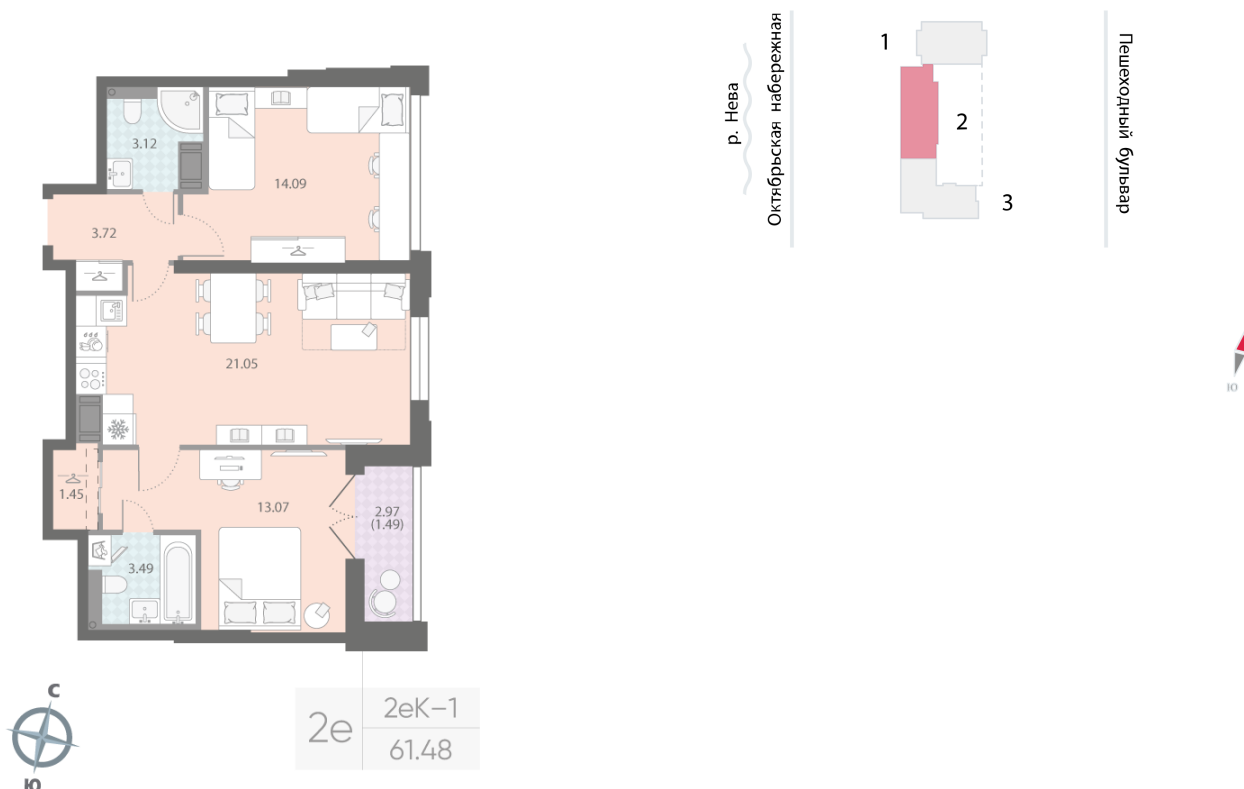 3.12
14.09
3.72
21.05
1.45
13.07
2.97
(1.49)
3.49
С
Ю
2е
2еК–1
61.48
р. Нева
Октябрьская набережная
1
2
3
Пешеходный бульвар
Ю